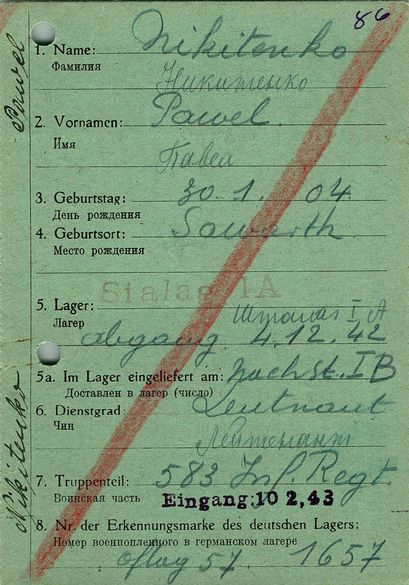 86
1. Name: Nikitenko
Фамилия Никитенко
2. Vornamen: Pawel
Имя Павел
3. Geburtstag: 30. 1. 04
День рождения
4. Geburtsort: Sawarth
Место рождения
Stalag IA
5. Lager: Шталаг I A
Лагерь abgang 4.12.42
5a. Im Lager eingeliefert am: nach St. IB
Доставлен в лагерь (число)
6. Dienstgrad: Leutnant
Чин Лейтенант
7. Truppenteil: 583 Inf. Regt.
Воинская часть Eingang: 10 2, 43
8. Nr. der Erkennungsmarke des deutschen Lagers:
Номер военнопленного в германском лагере
oflag 57 1657
Nikitenko Pawel